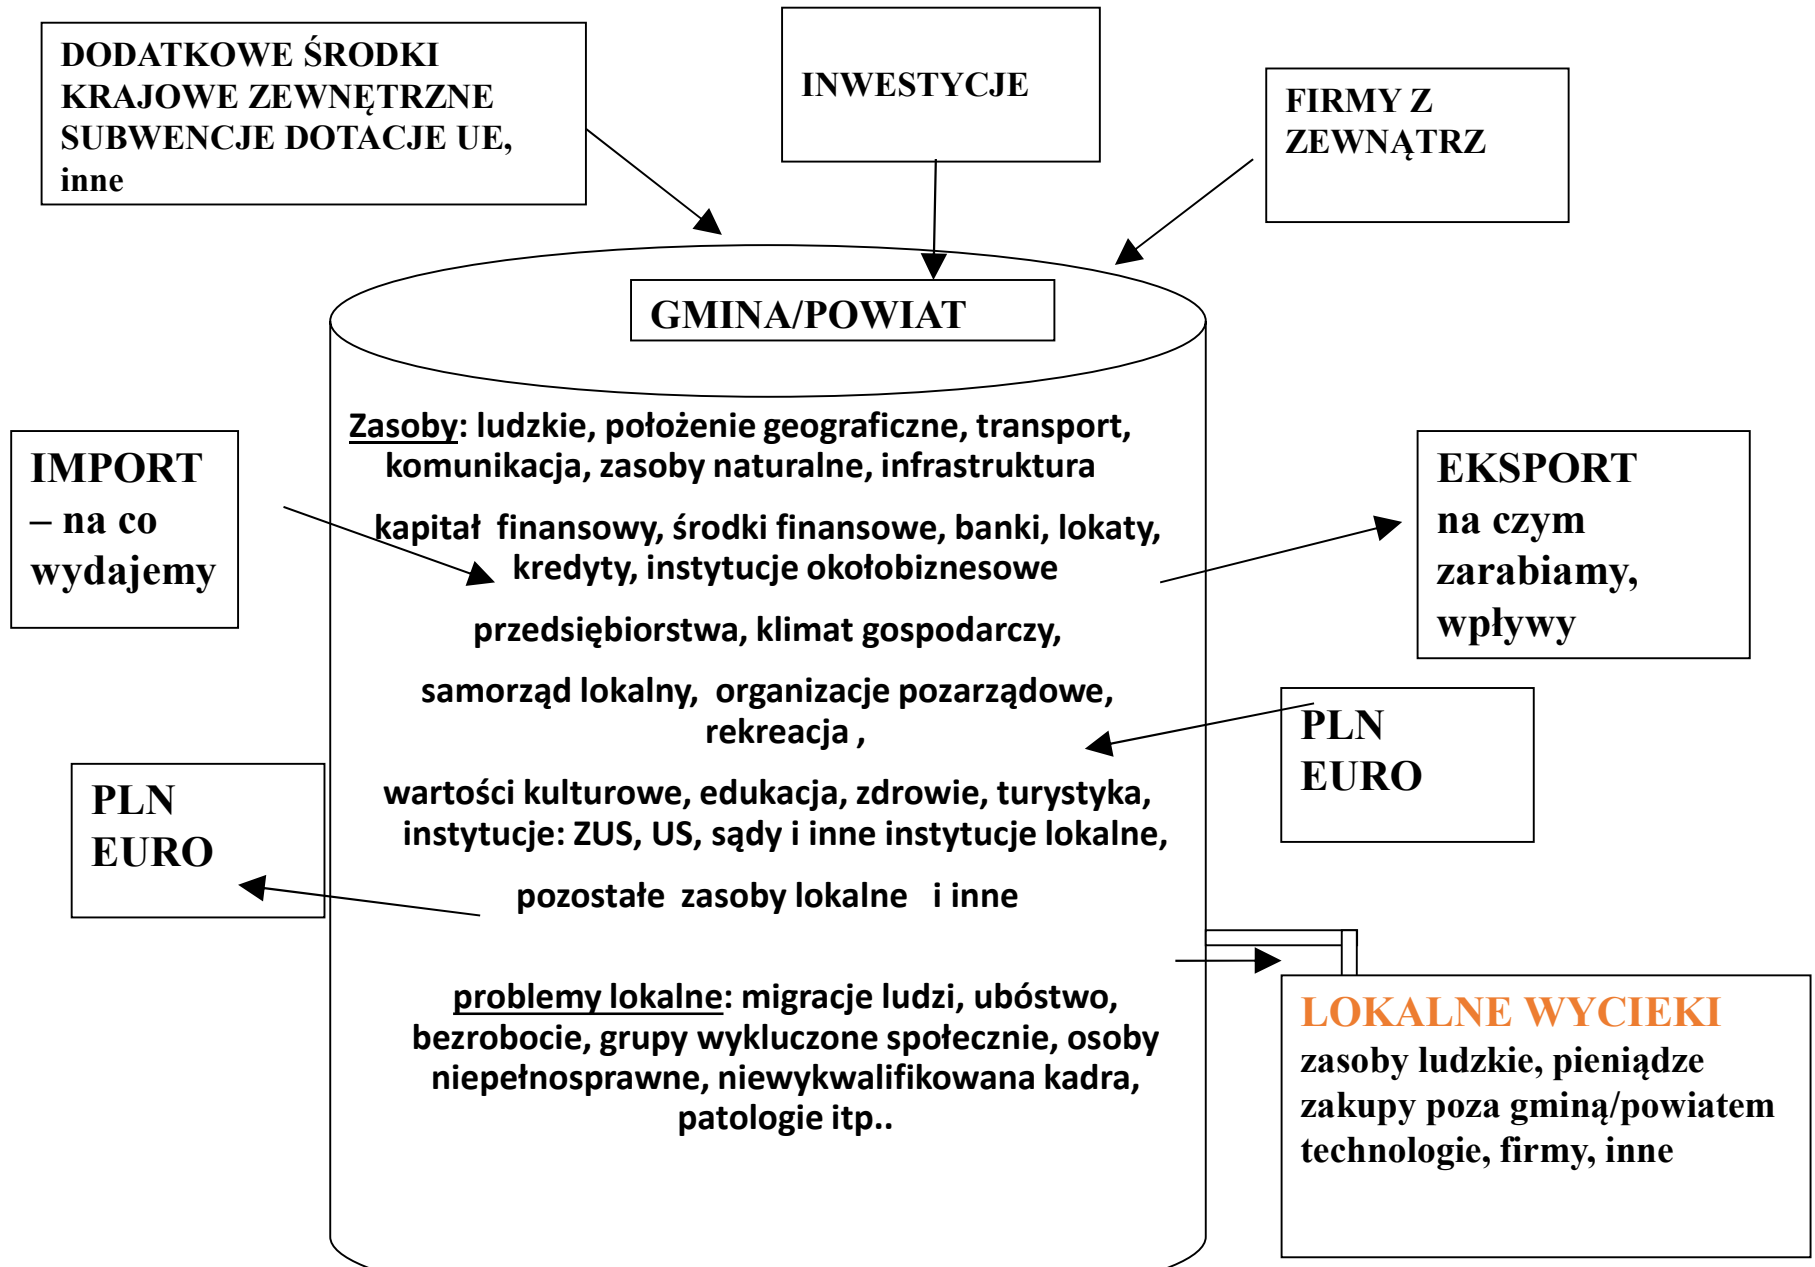 DODATKOWE ŚRODKI
KRAJOWE ZEWNĘTRZNE
SUBWENCJE DOTACJE UE,
inne
INWESTYCJE
FIRMY Z
ZEWNĄTRZ
GMINA/POWIAT
Zasoby: ludzkie, położenie geograficzne, transport,
komunikacja, zasoby naturalne, infrastruktura
kapitał finansowy, środki finansowe, banki, lokaty,
kredyty, instytucje okołobiznesowe
przedsiębiorstwa, klimat gospodarczy,
samorząd lokalny, organizacje pozarządowe,
rekreacja ,
wartości kulturowe, edukacja, zdrowie, turystyka,
instytucje: ZUS, US, sądy i inne instytucje lokalne,
pozostałe zasoby lokalne i inne
problemy lokalne: migracje ludzi, ubóstwo,
bezrobocie, grupy wykluczone społecznie, osoby
niepełnosprawne, niewykwalifikowana kadra,
patologie itp..
IMPORT
– na co
wydajemy
PLN
EURO
EKSPORT
na czym
zarabiamy,
wpływy
PLN
EURO
LOKALNE WYCIEKI
zasoby ludzkie, pieniądze
zakupy poza gminą/powiatem
technologie, firmy, inne